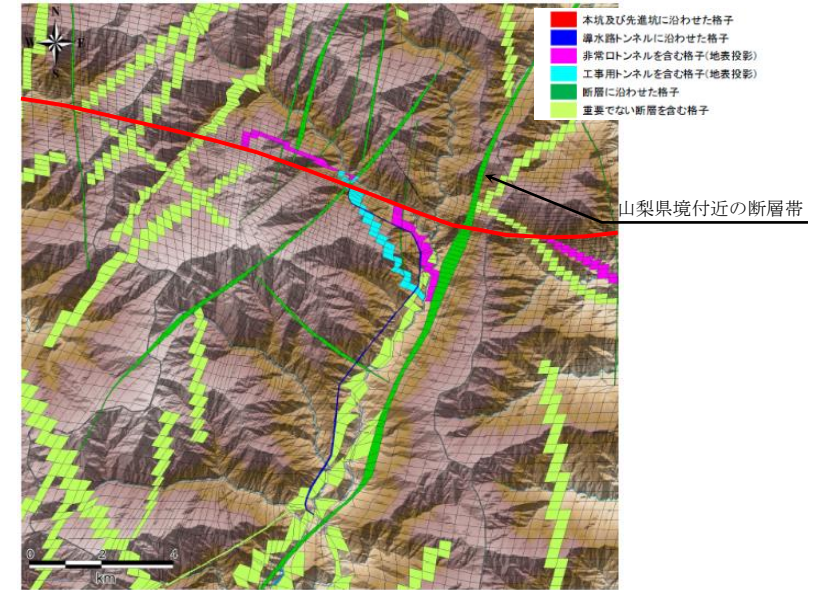 N
W
E
S
本坑及び先進坑に沿わせた格子
導水路トンネルに沿わせた格子
非常口トンネルを含む格子(地表投影)
工事用トンネルを含む格子(地表投影)
断層に沿わせた格子
重要でない断層を含む格子
山梨県境付近の断層帯
0 2 4
km